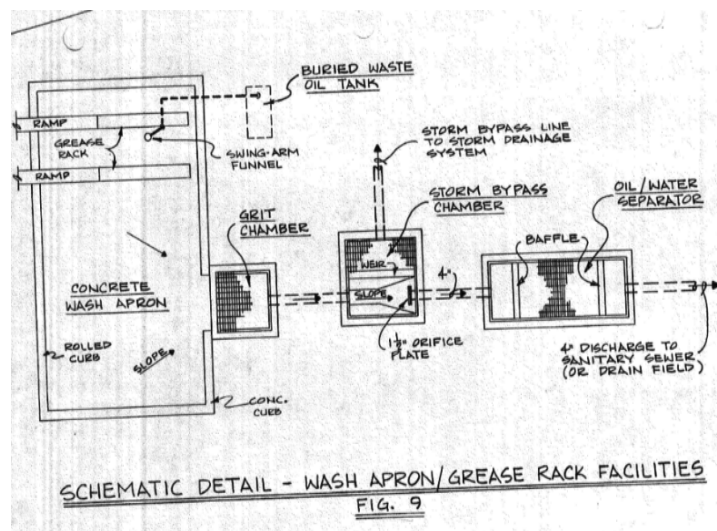 BURIED WASTE
OIL TANK
RAMP
GREASE
RACK
SWING-ARM
FUNNEL
RAMP
STORM BYPASS LINE
TO STORM DRAINAGE
SYSTEM
STORM BYPASS
CHAMBER
OIL/WATER
SEPARATOR
GRIT
CHAMBER
BAFFLE
WEIR
4"
SLOPE
CONCRETE
WASH APRON
1½" ORIFICE
PLATE
ROLLED
CURB
SLOPE
4" DISCHARGE TO
SANITARY SEWER
(OR DRAIN FIELD)
CONC.
CURB
SCHEMATIC DETAIL - WASH APRON/GREASE RACK FACILITIES
FIG. 9